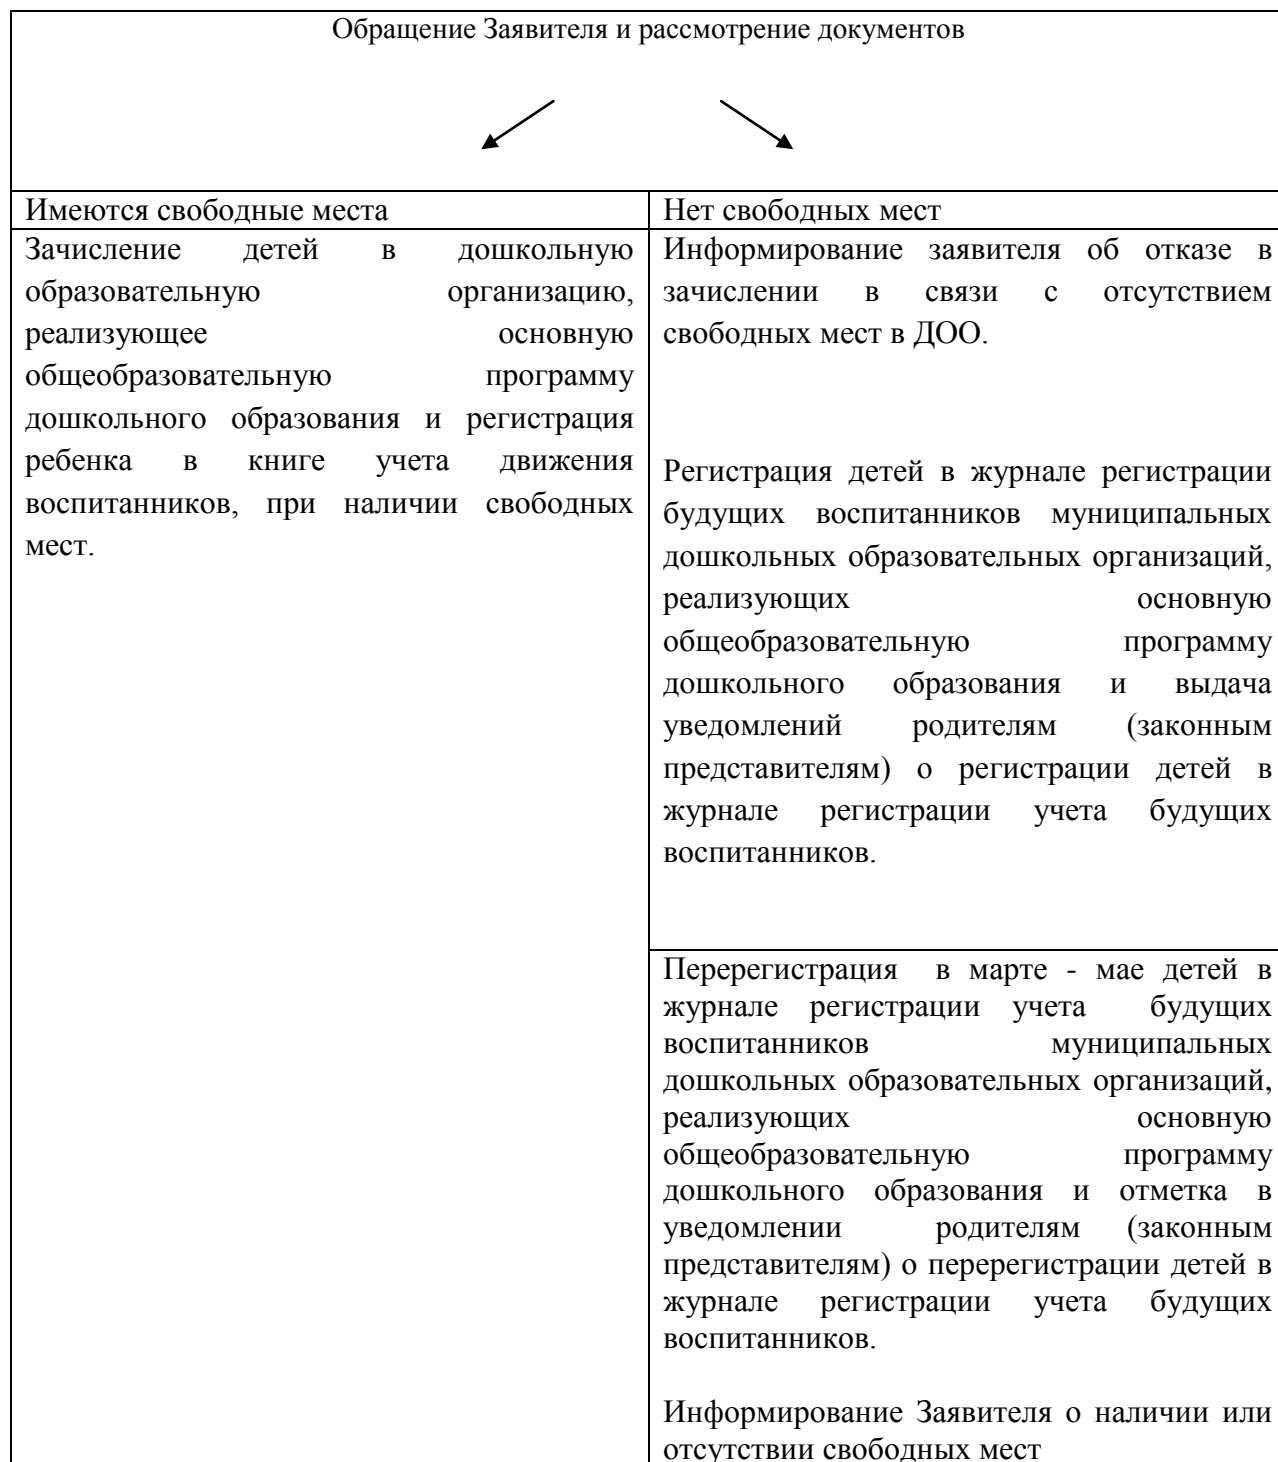 Обращение Заявителя и рассмотрение документов
Имеются свободные места
Зачисление детей в дошкольную
образовательную организацию,
реализующее основную
общеобразовательную программу
дошкольного образования и регистрация
ребенка в книге учета движения
воспитанников, при наличии свободных
мест.
Нет свободных мест
Информирование заявителя об отказе в
зачислении в связи с отсутствием
свободных мест в ДОО.
Регистрация детей в журнале регистрации
будущих воспитанников муниципальных
дошкольных образовательных организаций,
реализующих основную
общеобразовательную программу
дошкольного образования и выдача
уведомлений родителям (законным
представителям) о регистрации детей в
журнале регистрации учета будущих
воспитанников.
Перерегистрация в марте - мае детей в
журнале регистрации учета будущих
воспитанников муниципальных
дошкольных образовательных организаций,
реализующих основную
общеобразовательную программу
дошкольного образования и отметка в
уведомлении родителям (законным
представителям) о перерегистрации детей в
журнале регистрации учета будущих
воспитанников.
Информирование Заявителя о наличии или
отсутствии свободных мест